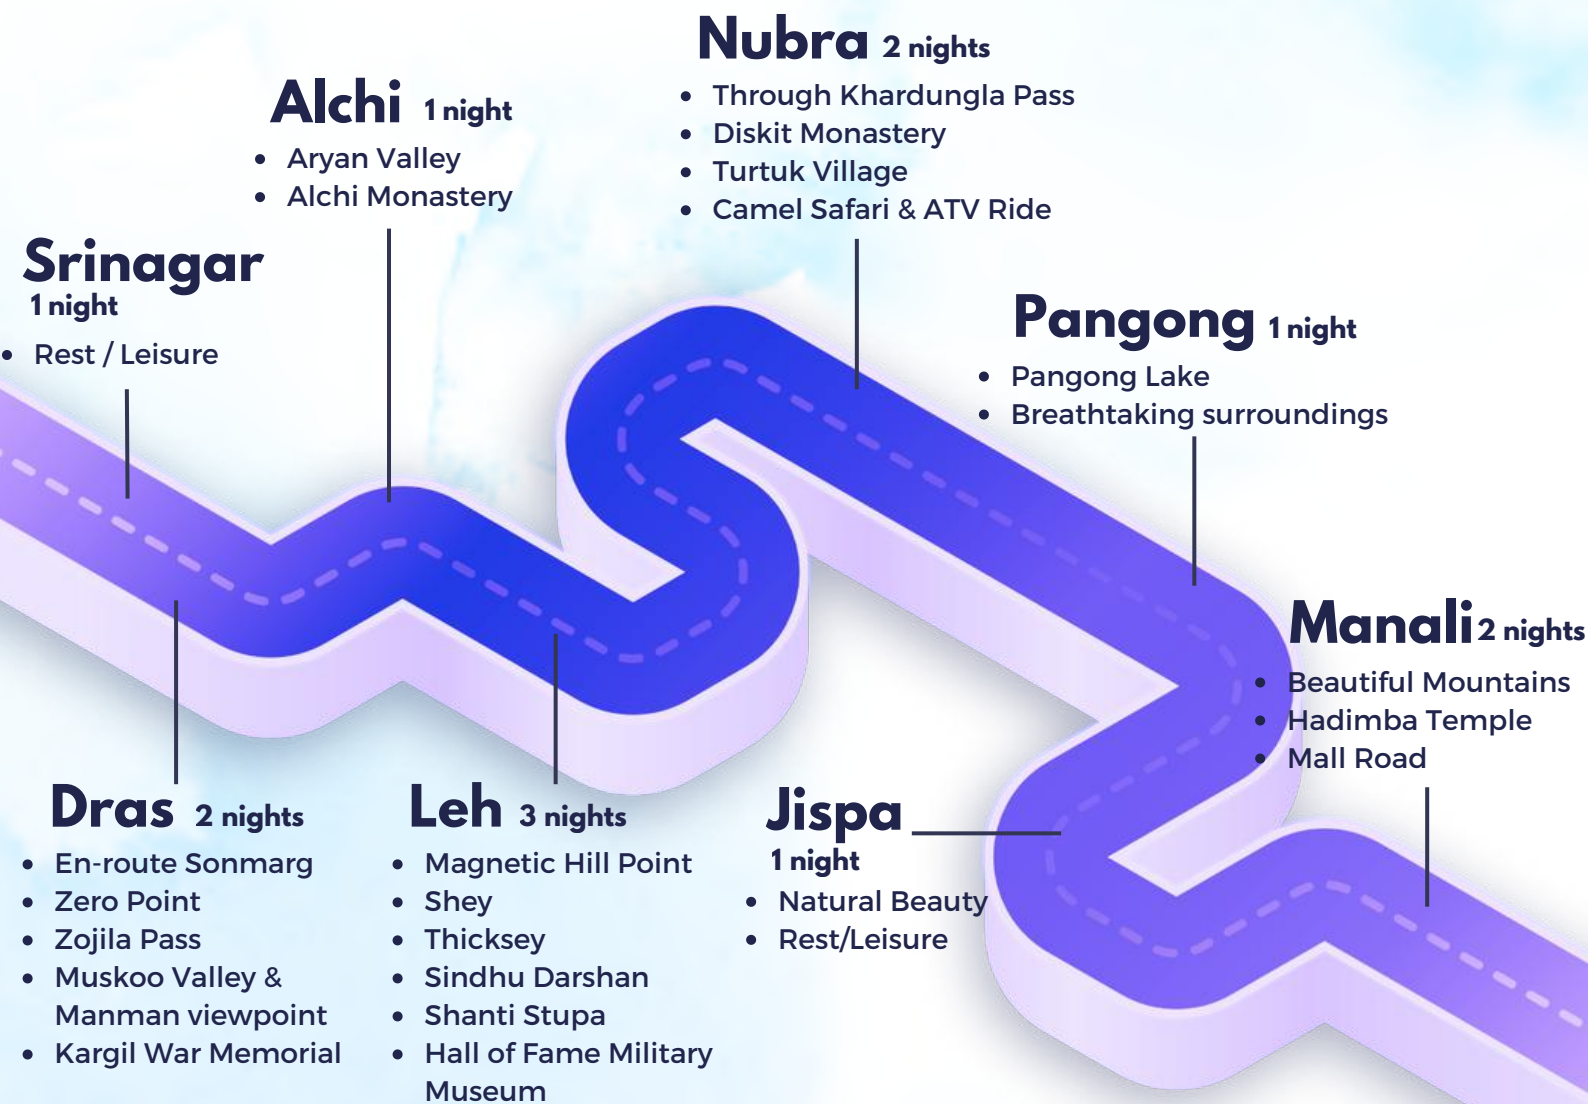 Srinagar
1 night
• Rest / Leisure
Dras 2 nights
• En-route Sonmarg
• Zero Point
• Zojila Pass
• Muskoo Valley &
Manman viewpoint
• Kargil War Memorial
Alchi 1 night
• Aryan Valley
• Alchi Monastery
Leh 3 nights
• Magnetic Hill Point
• Shey
• Thicksey
• Sindhu Darshan
• Shanti Stupa
• Hall of Fame Military
Museum
Nubra 2 nights
• Through Khardungla Pass
• Diskit Monastery
• Turtuk Village
• Camel Safari & ATV Ride
Pangong 1 night
• Pangong Lake
• Breathtaking surroundings
Jispa
1 night
• Natural Beauty
• Rest/Leisure
Manali 2 nights
• Beautiful Mountains
• Hadimba Temple
• Mall Road